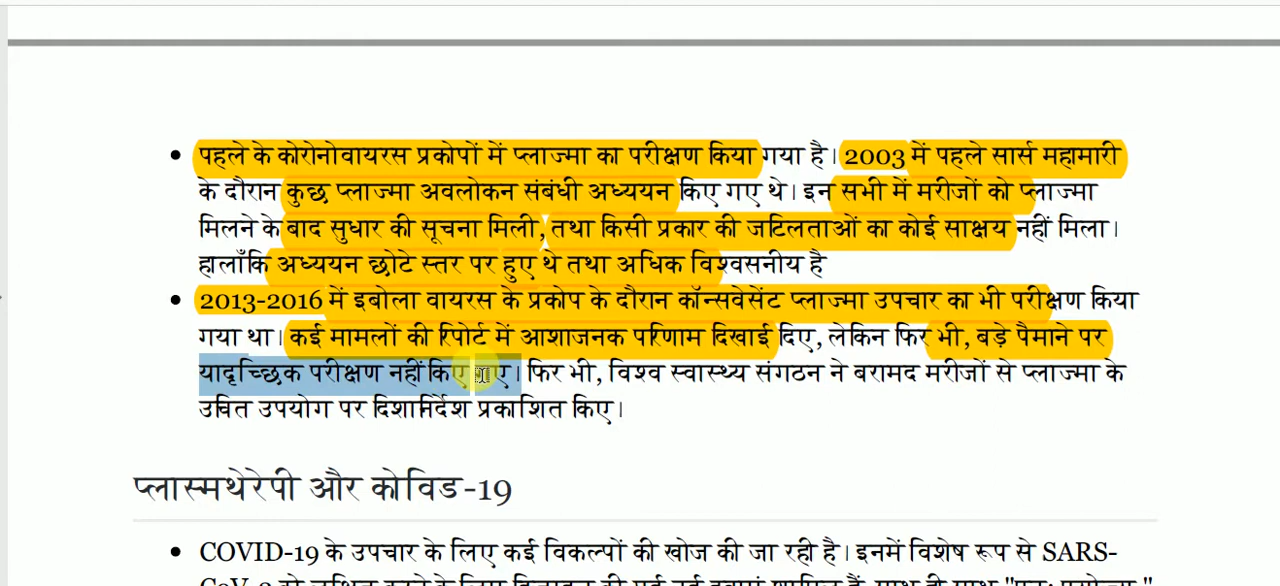 पहले के कोरोनोवायरस प्रकोपों में प्लाज्मा का परीक्षण किया गया है। 2003 में पहले सार्स महामारी
के दौरान कुछ प्लाज्मा अवलोकन संबंधी अध्ययन किए गए थे। इन सभी में मरीजों को प्लाज्मा
मिलने के बाद सुधार की सूचना मिली, तथा किसी प्रकार की जटिलताओं का कोई साक्षय नहीं मिला।
हालाँकि अध्ययन छोटे स्तर पर हुए थे तथा अधिक विश्वसनीय है
2013-2016 में इबोला वायरस के प्रकोप के दौरान कॉन्सवेसेंट प्लाज्मा उपचार का भी परीक्षण किया
गया था। कई मामलों की रिपोर्ट में आशाजनक परिणाम दिखाई दिए, लेकिन फिर भी, बड़े पैमाने पर
यादृच्छिक परीक्षण नहीं किए गए। फिर भी, विश्व स्वास्थ्य संगठन ने बरामद मरीजों से प्लाज्मा के
उचित उपयोग पर दिशानिर्देश प्रकाशित किए।
प्लास्मथेरेपी और कोविड-19
COVID-19 के उपचार के लिए कई विकल्पों की खोज की जा रही है। इनमें विशेष रूप से SARS-